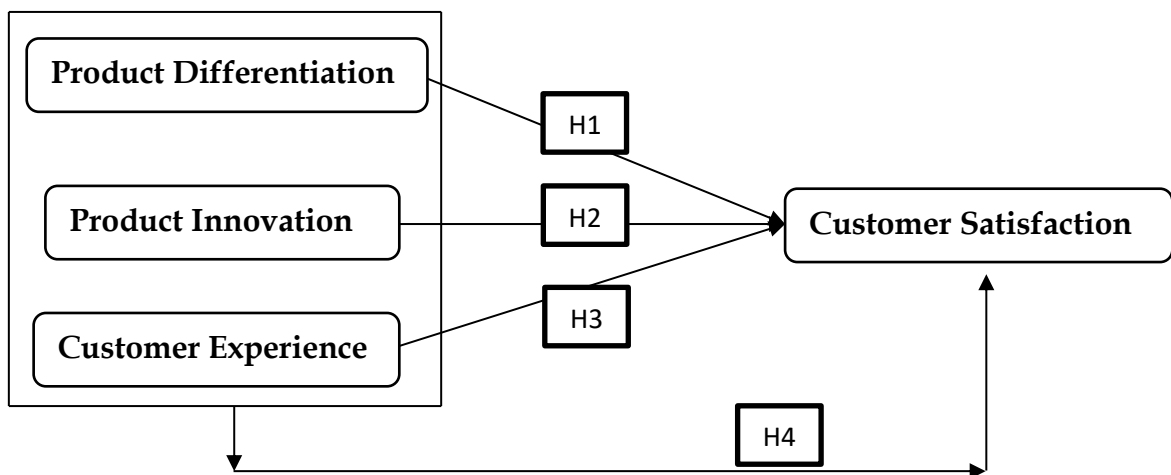 Product Differentiation
H1
Product Innovation
H2
Customer Satisfaction
Customer Experience
H3
H4